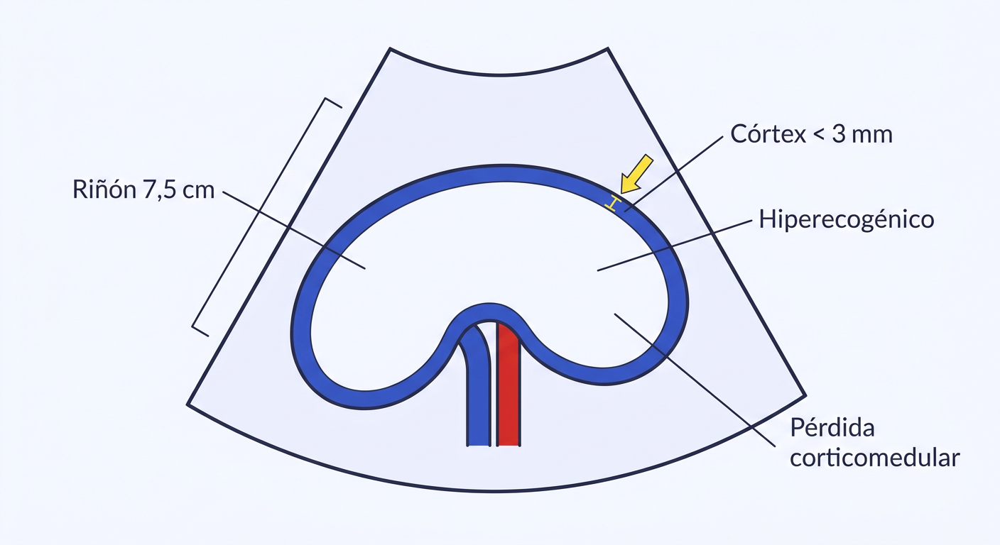 Riñón 7,5 cm
Córtex < 3 mm
Hiperecogénico
Pérdida
corticomedular